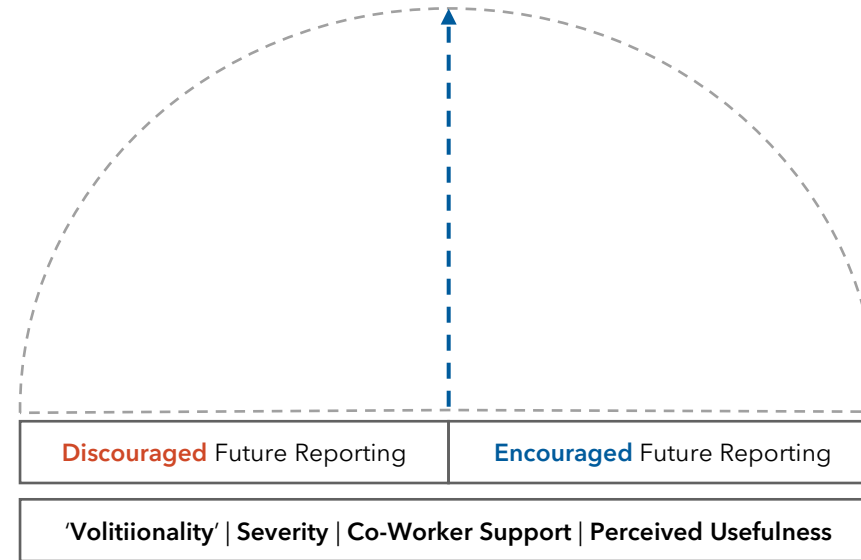 Discouraged Future Reporting
Encouraged Future Reporting
'Volitiionality' | Severity | Co-Worker Support | Perceived Usefulness